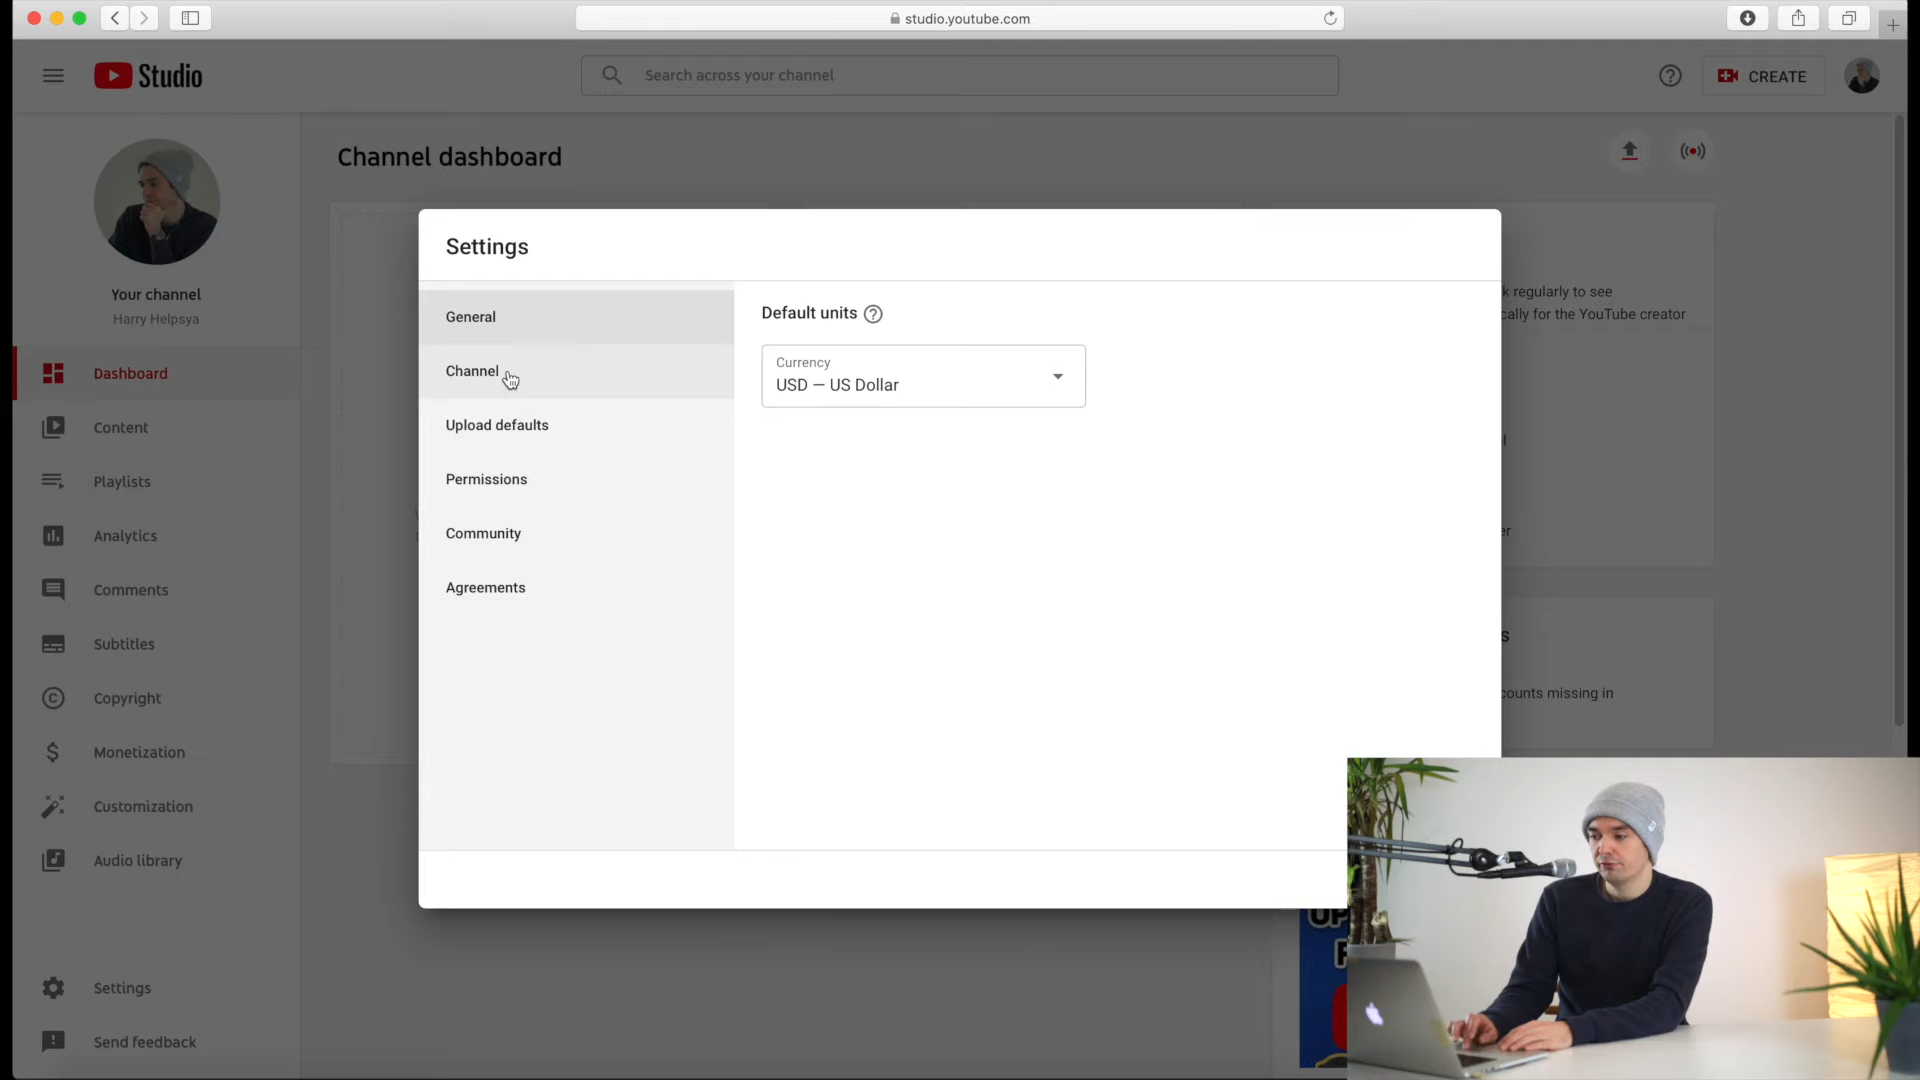 studio.youtube.com
Studio
Search across your channel
CREATE
Channel dashboard
Your channel
Harry Helpsya
Dashboard
Content
Playlists
Analytics
Comments
Subtitles
Copyright
Monetization
Customization
Audio library
Settings
Send feedback
Settings
General
Channel
Upload defaults
Permissions
Community
Agreements
Default units
Currency
USD — US Dollar
regularly to see
for the YouTube creator
missing in